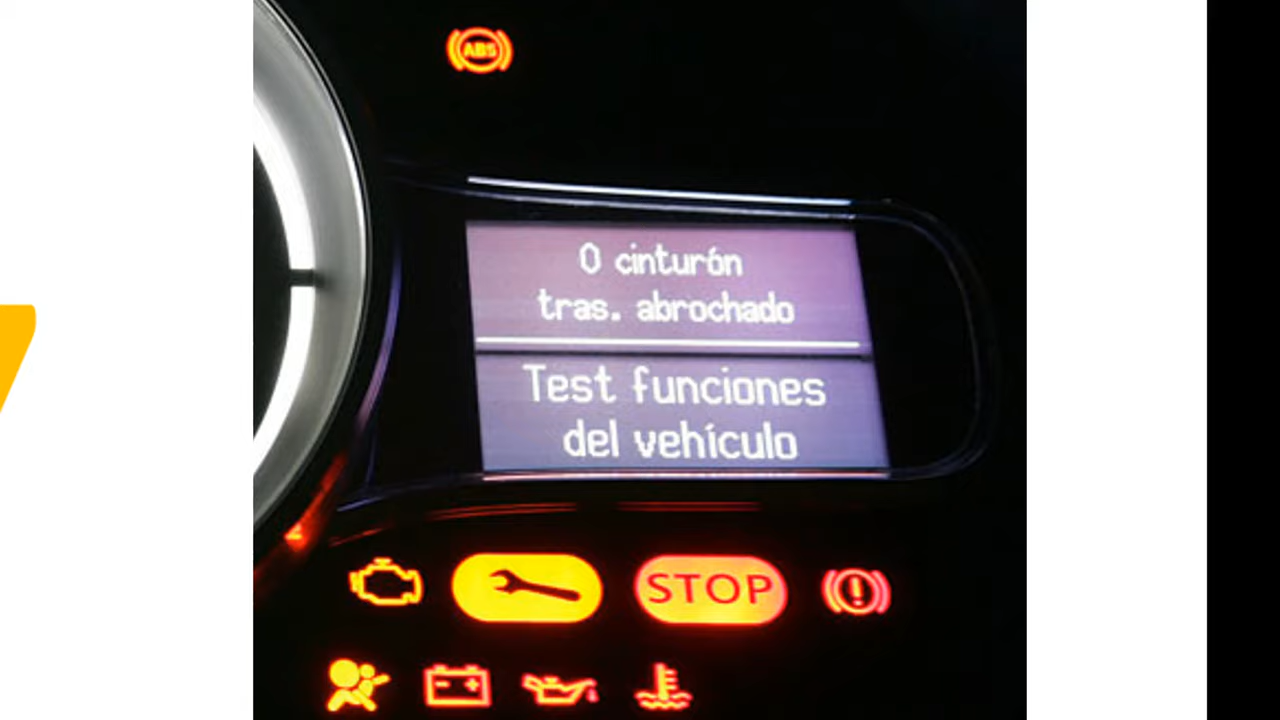 ABS
0 cinturón
tras. abrochado
Test funciones
del vehículo
STOP